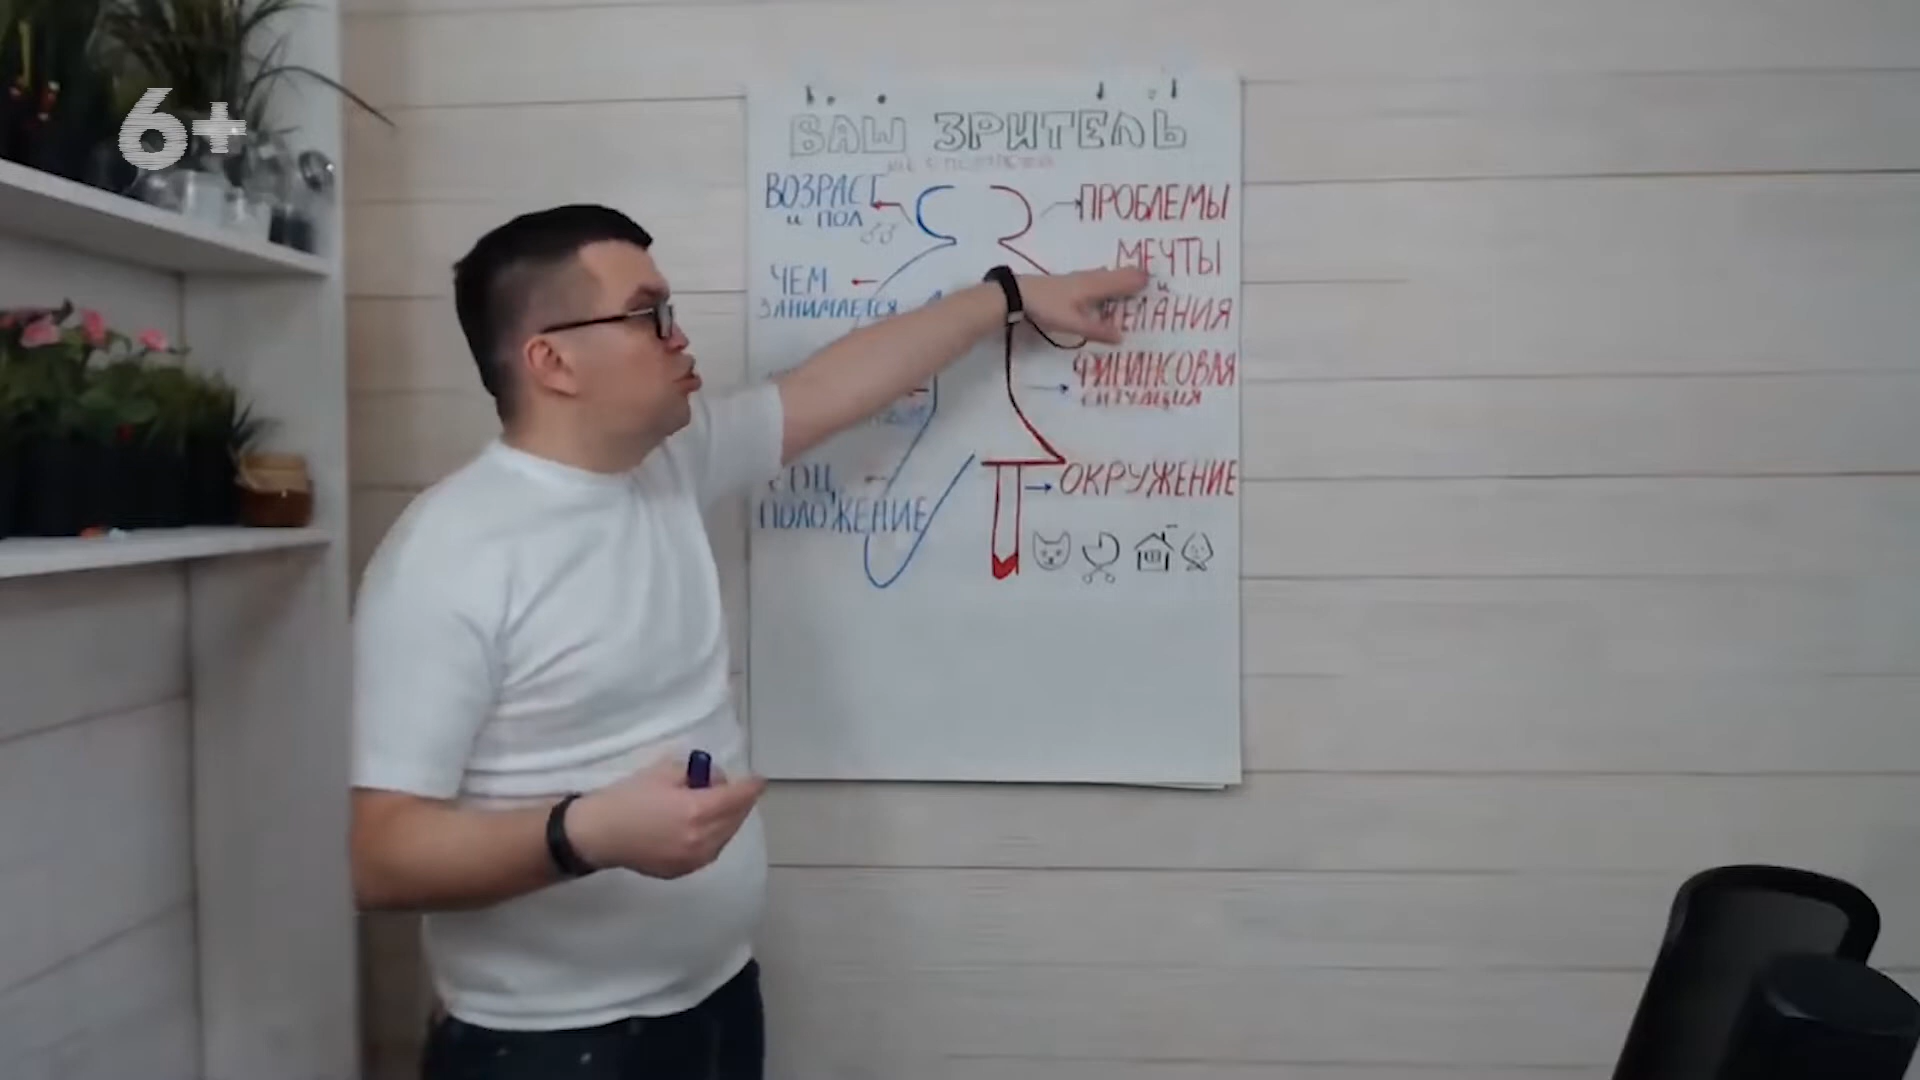 6+
ВАШ ЗРИТЕЛЬ
ВОЗРАСТ
и ПОЛ
ЧЕМ
ЗАНИМАЕТСЯ
СОЦ.
ПОЛОЖЕНИЕ
ПРОБЛЕМЫ
МЕЧТЫ
и
ЖЕЛАНИЯ
ФИНАНСОВАЯ
СИТУАЦИЯ
ОКРУЖЕНИЕ